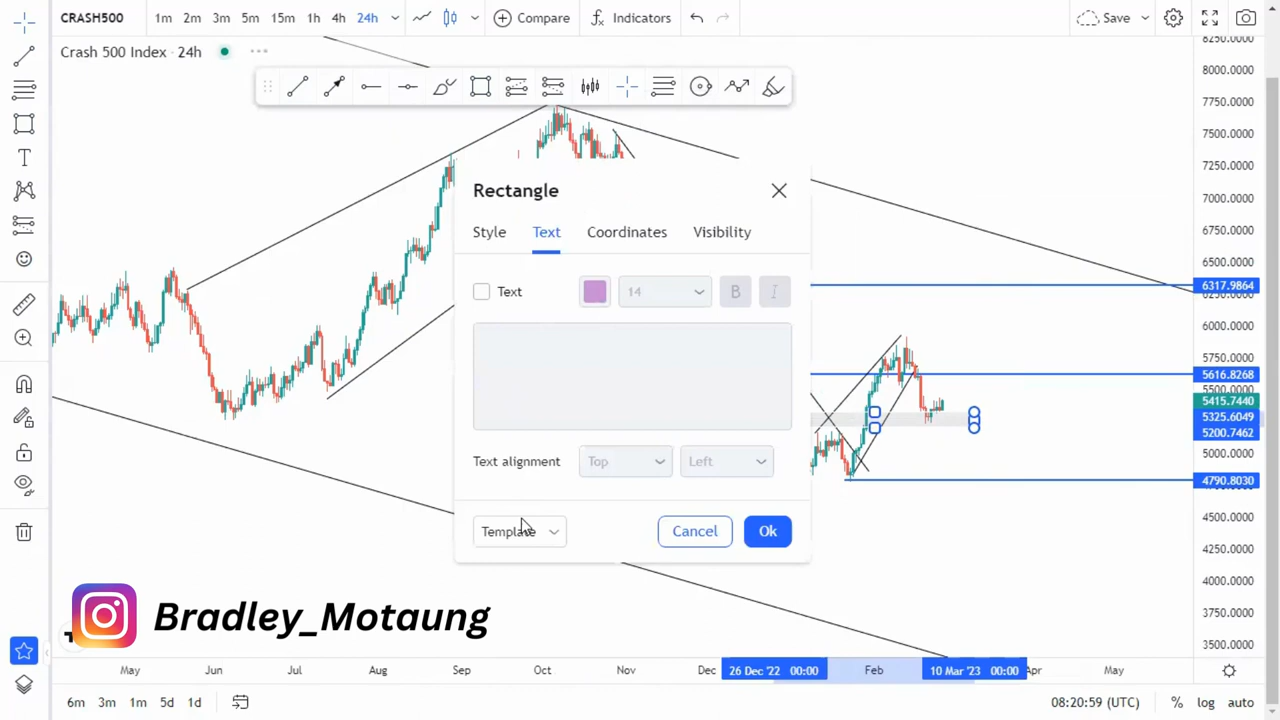 CRASH500 1m 2m 3m 5m 15m 1h 4h 24h Compare Indicators Save
Crash 500 Index · 24h
8250.0000
8000.0000
7750.0000
7500.0000
7250.0000
7000.0000
6750.0000
6500.0000
6317.9864
6250.0000
6000.0000
5750.0000
5616.8268
5500.0000
5415.7440
5325.6049
5200.7462
5000.0000
4790.8030
4500.0000
4250.0000
4000.0000
3750.0000
3500.0000
Rectangle
Style Text Coordinates Visibility
Text 14 B I
Text alignment Top Left
Template Cancel Ok
Bradley_Motaung
May Jun Jul Aug Sep Oct Nov Dec 26 Dec '22 00:00 Feb 10 Mar '23 00:00 Apr May
6m 3m 1m 5d 1d 08:20:59 (UTC) % log auto